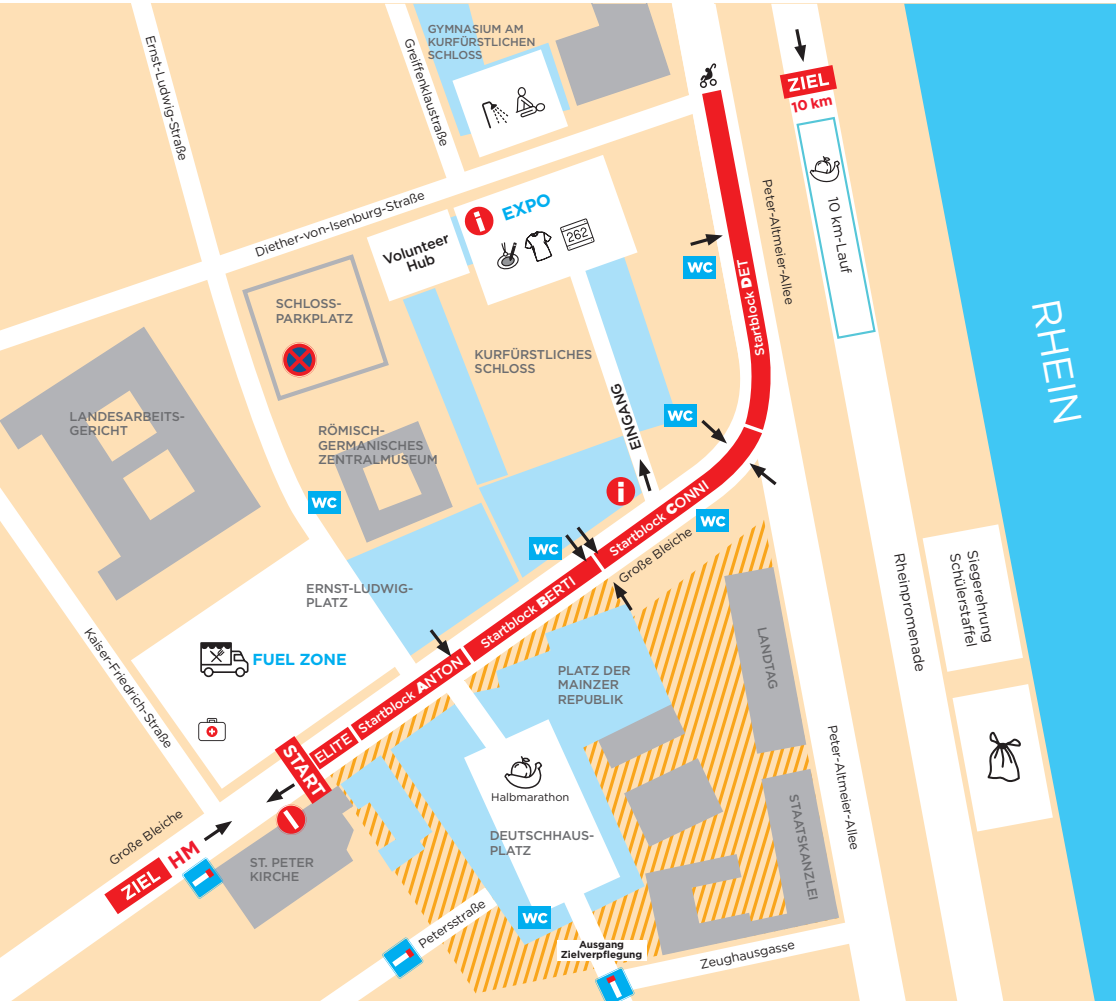 GYMNASIUM AM
KURFÜRSTLICHEN
SCHLOSS
Ernst-Ludwig-Straße
Greiffenklaustraße
ZIEL
10 km
10 km-Lauf
Diether-von-Isenburg-Straße
EXPO
262
Volunteer
Hub
Peter-Altmeier-Allee
WC
Startblock DET
SCHLOSS-
PARKPLATZ
RHEIN
KURFÜRSTLICHES
SCHLOSS
EINGANG
WC
LANDESARBEITS-
GERICHT
RÖMISCH-
GERMANISCHES
ZENTRALMUSEUM
WC
Startblock CONNI
WC
WC
Große Bleiche
Startblock BERTI
Rheinpromenade
Siegerehrung
Schülerstaffel
ERNST-LUDWIG-
PLATZ
Kaiser-Friedrich-Straße
FUEL ZONE
Startblock ANTON
ELITE
START
PLATZ DER
MAINZER
REPUBLIK
LANDTAG
Peter-Altmeier-Allee
Halbmarathon
DEUTSCHHAUS-
PLATZ
STAATSKANZLEI
Große Bleiche
ZIEL HM
ST. PETER
KIRCHE
Petersstraße
WC
Ausgang
Zielverpflegung
Zeughausgasse